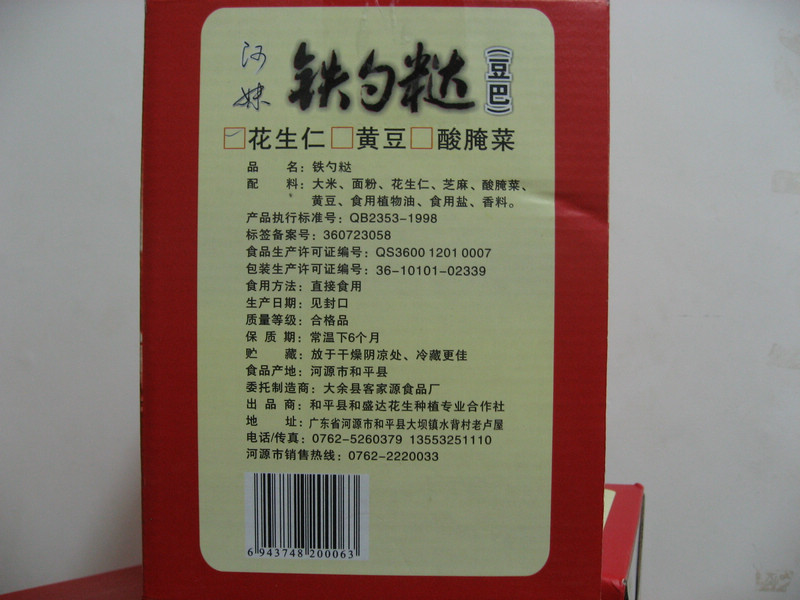 阿妹 铁勺糍 (豆巴)
□花生仁□黄豆□酸腌菜
品 名：铁勺糍
配 料：大米、面粉、花生仁、芝麻、酸腌菜、
黄豆、食用植物油、食用盐、香料。
产品执行标准号：QB2353-1998
标签备案号：360723058
食品生产许可证编号：QS3600 1201 0007
包装生产许可证编号：36-10101-02339
食用方法：直接食用
生产日期：见封口
质量等级：合格品
保 质 期：常温下6个月
贮 藏：放于干燥阴凉处、冷藏更佳
食品产地：河源市和平县
委托制造商：大余县客家源食品厂
出 品 商：和平县和盛达花生种植专业合作社
地 址：广东省河源市和平县大坝镇水背村老卢屋
电话/传真：0762-5260379 13553251110
河源市销售热线：0762-2220033
6 943748 200063